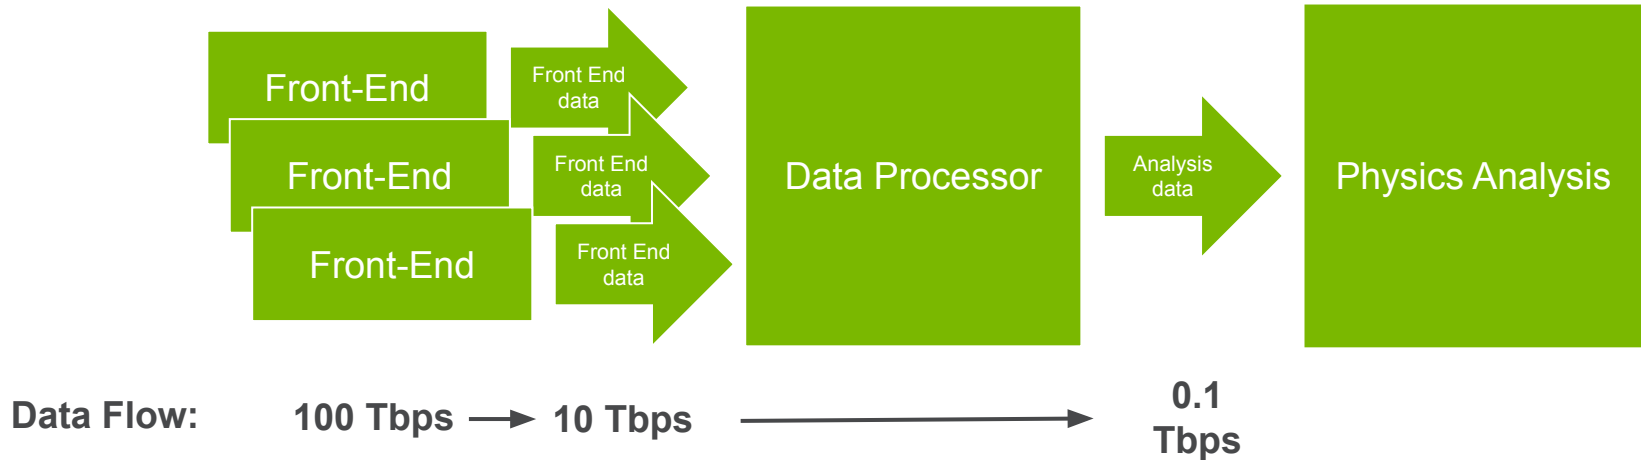 Front-End
Front End
data
Front-End
Front End
data
Front-End
Front End
data
Data Processor
Analysis
data
Physics Analysis
Data Flow:
100 Tbps
10 Tbps
0.1
Tbps